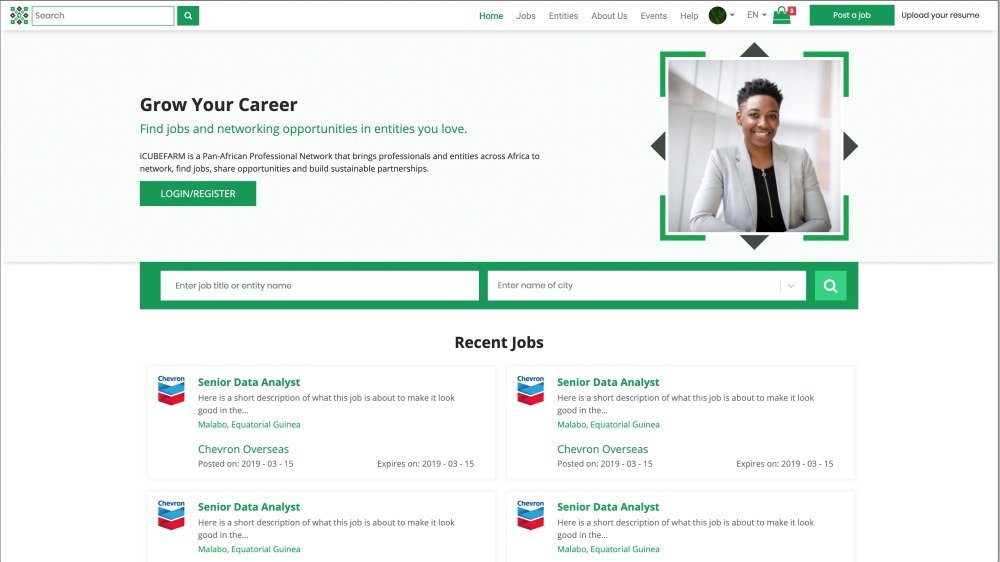 Search
Home Jobs Entities About Us Events Help EN 3 Post a job Upload your resume
Grow Your Career
Find jobs and networking opportunities in entities you love.
iCUBEFARM is a Pan-African Professional Network that brings professionals and entities across Africa to
network, find jobs, share opportunities and build sustainable partnerships.
LOGIN/REGISTER
Enter job title or entity name
Enter name of city
Recent Jobs
Chevron
Senior Data Analyst
Here is a short description of what this job is about to make it look
good in the...
Malabo, Equatorial Guinea
Chevron Overseas
Posted on: 2019 - 03 - 15 Expires on: 2019 - 03 - 15
Chevron
Senior Data Analyst
Here is a short description of what this job is about to make it look
good in the...
Malabo, Equatorial Guinea
Chevron Overseas
Posted on: 2019 - 03 - 15 Expires on: 2019 - 03 - 15
Chevron
Senior Data Analyst
Here is a short description of what this job is about to make it look
good in the...
Malabo, Equatorial Guinea
Chevron
Senior Data Analyst
Here is a short description of what this job is about to make it look
good in the...
Malabo, Equatorial Guinea